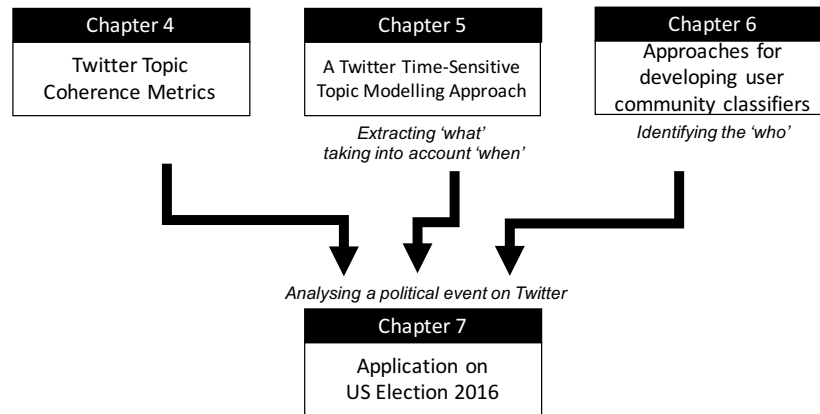 Chapter 4
Twitter Topic
Coherence Metrics
Chapter 5
A Twitter Time-Sensitive
Topic Modelling Approach
Extracting ‘what’
taking into account ‘when’
Chapter 6
Approaches for
developing user
community classifiers
Identifying the ‘who’
Analysing a political event on Twitter
Chapter 7
Application on
US Election 2016